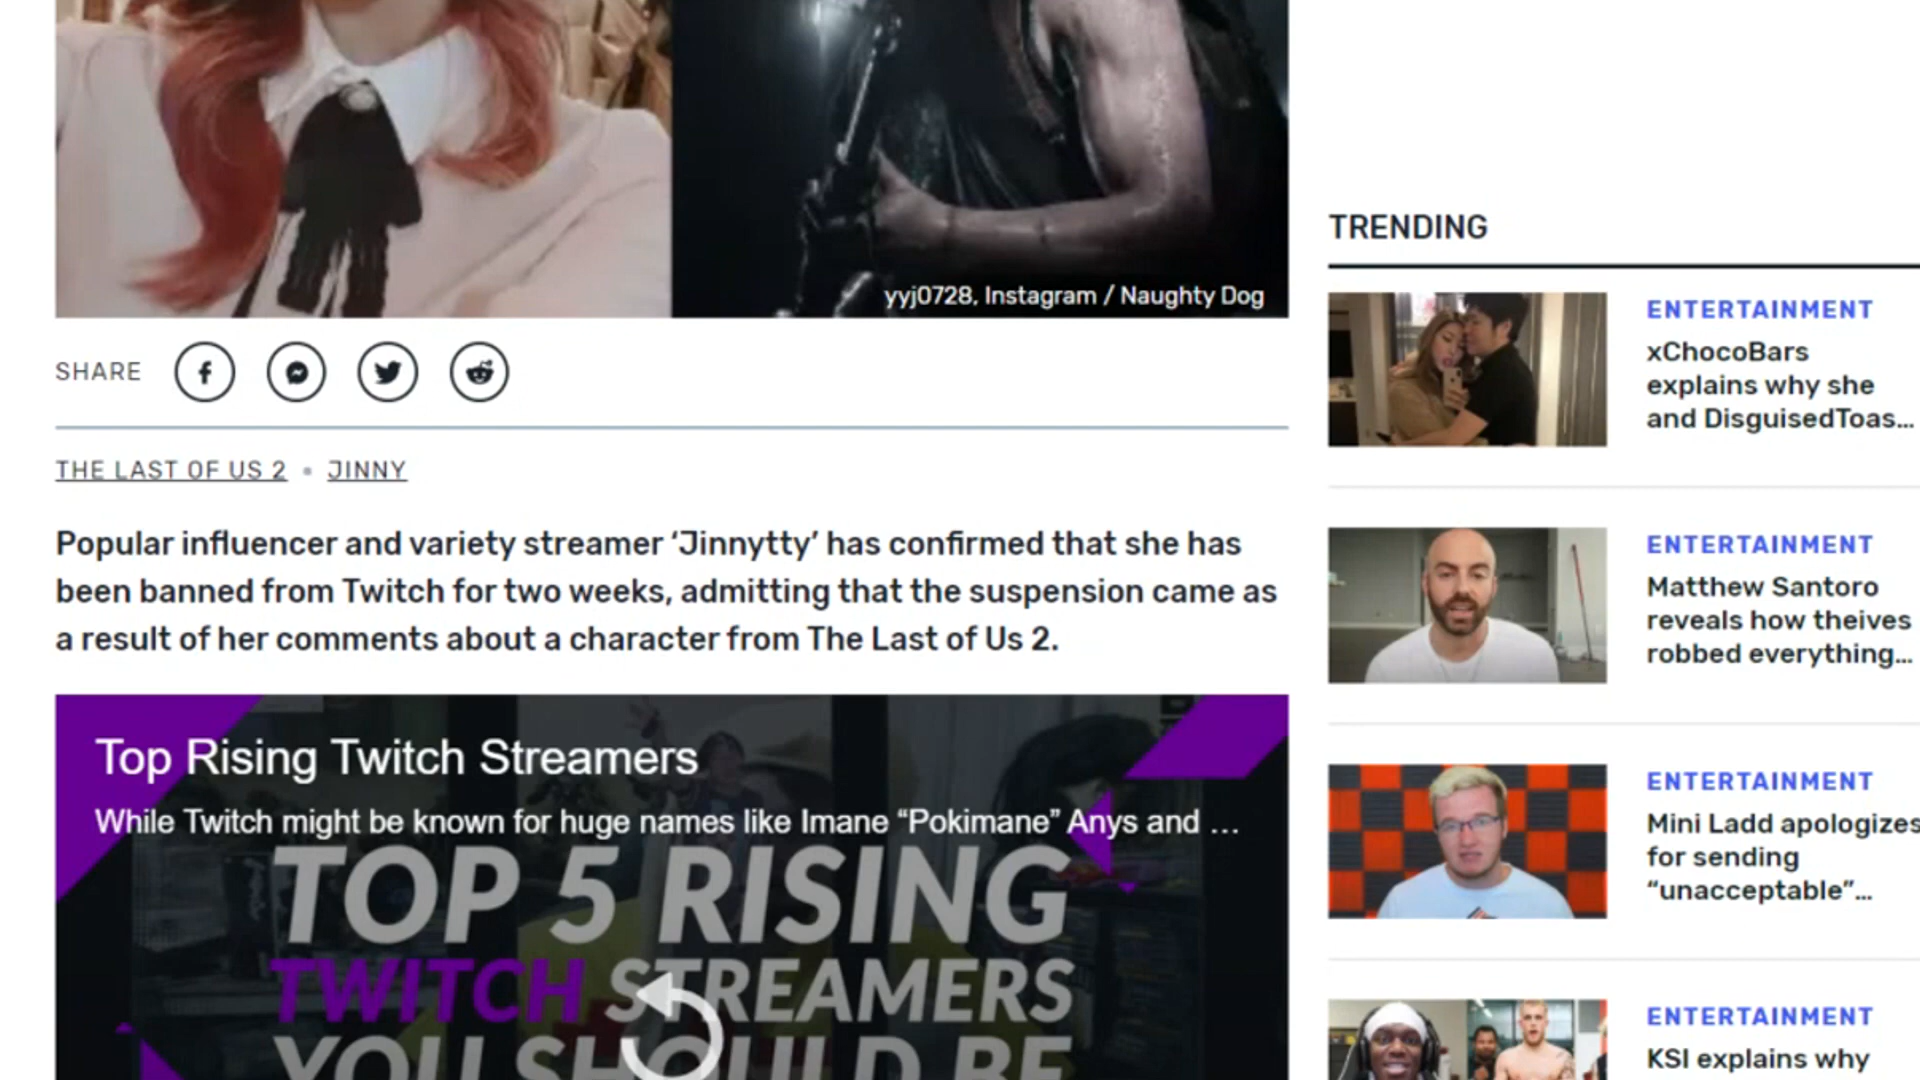 yyj0728, Instagram / Naughty Dog
SHARE
THE LAST OF US 2 • JINNY
Popular influencer and variety streamer ‘Jinnytty’ has confirmed that she has
been banned from Twitch for two weeks, admitting that the suspension came as
a result of her comments about a character from The Last of Us 2.
Top Rising Twitch Streamers
While Twitch might be known for huge names like Imane “Pokimane” Anys and ...
TOP 5 RISING
TWITCH STREAMERS
YOU SHOULD BE
TRENDING
ENTERTAINMENT
xChocoBars
explains why she
and DisguisedToas...
ENTERTAINMENT
Matthew Santoro
reveals how theives
robbed everything...
ENTERTAINMENT
Mini Ladd apologizes
for sending
“unacceptable”...
ENTERTAINMENT
KSI explains why